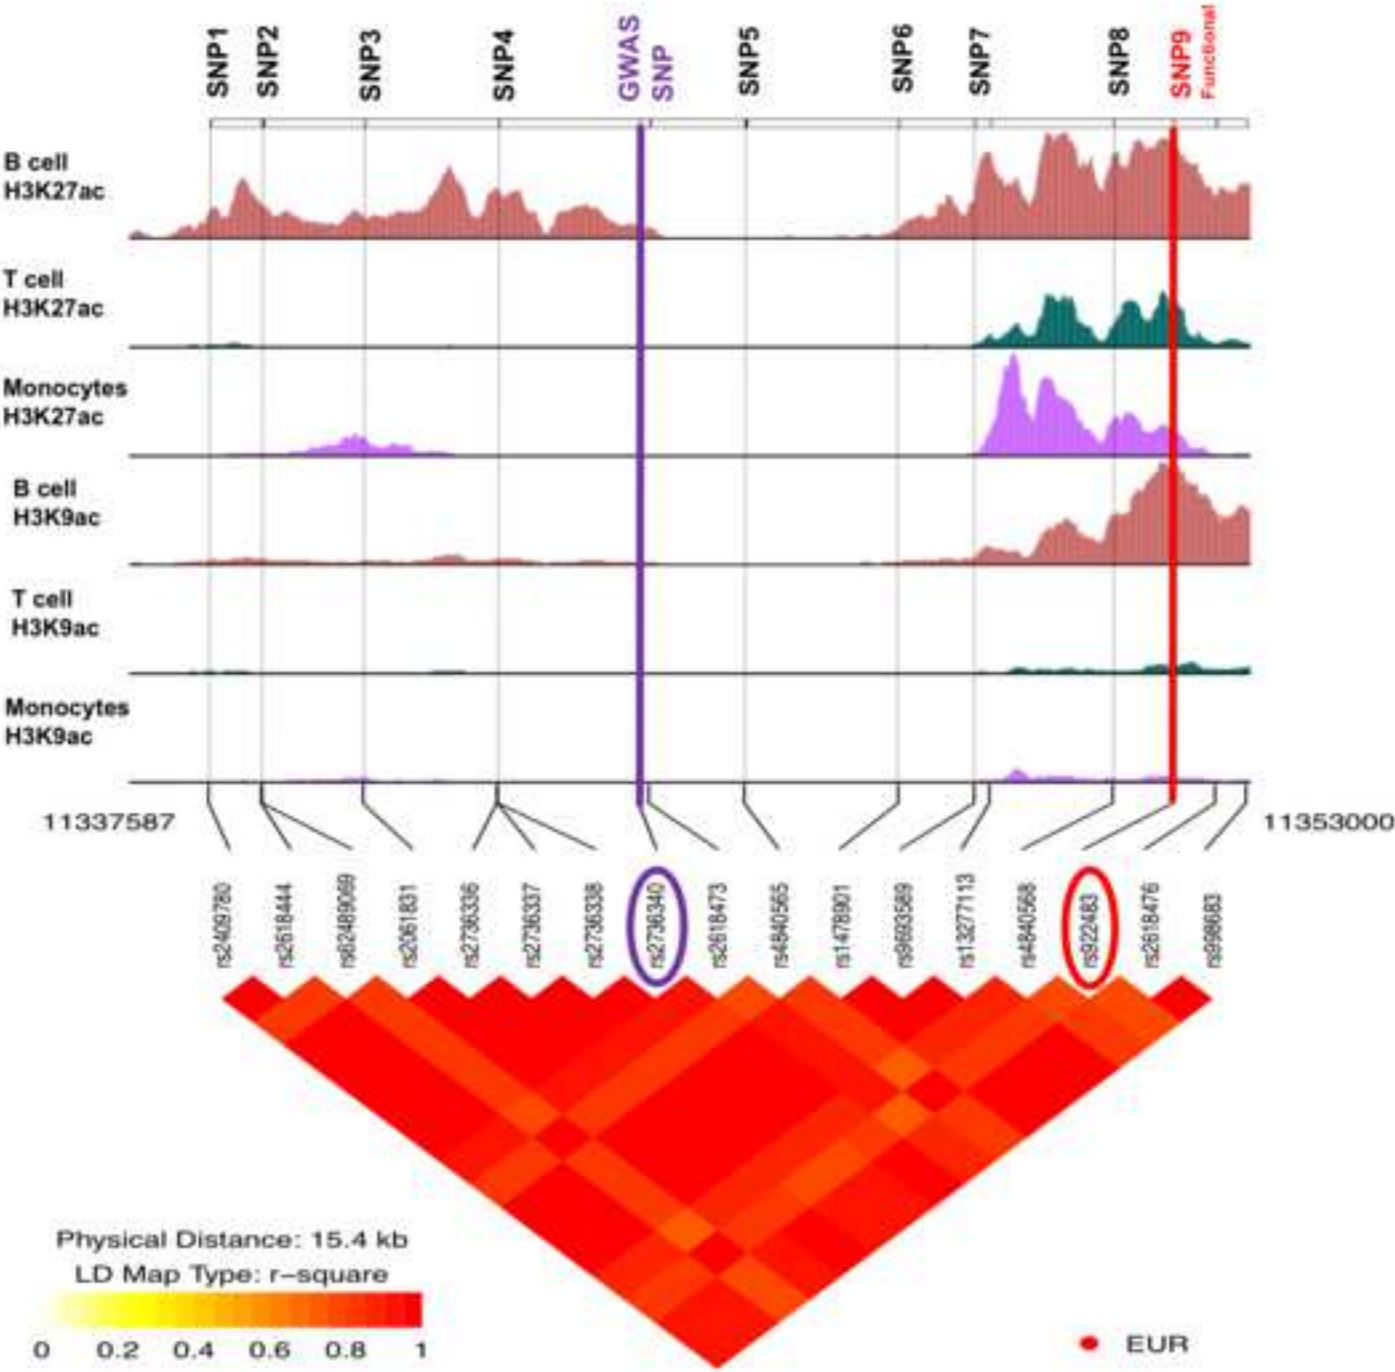 SNP1
SNP2
SNP3
SNP4
GWAS
SNP
SNP5
SNP6
SNP7
SNP8
SNP9
Functional
B cell
H3K27ac
T cell
H3K27ac
Monocytes
H3K27ac
B cell
H3K9ac
T cell
H3K9ac
Monocytes
H3K9ac
11337587
11353000
rs2409780
rs2618444
rs62489069
rs2061831
rs2736336
rs2736337
rs2736338
rs2736340
rs2618473
rs4840565
rs1478901
rs9693589
rs13277113
rs4840568
rs922483
rs2618476
rs998683
Physical Distance: 15.4 kb
LD Map Type: r-square
0 0.2 0.4 0.6 0.8 1
EUR